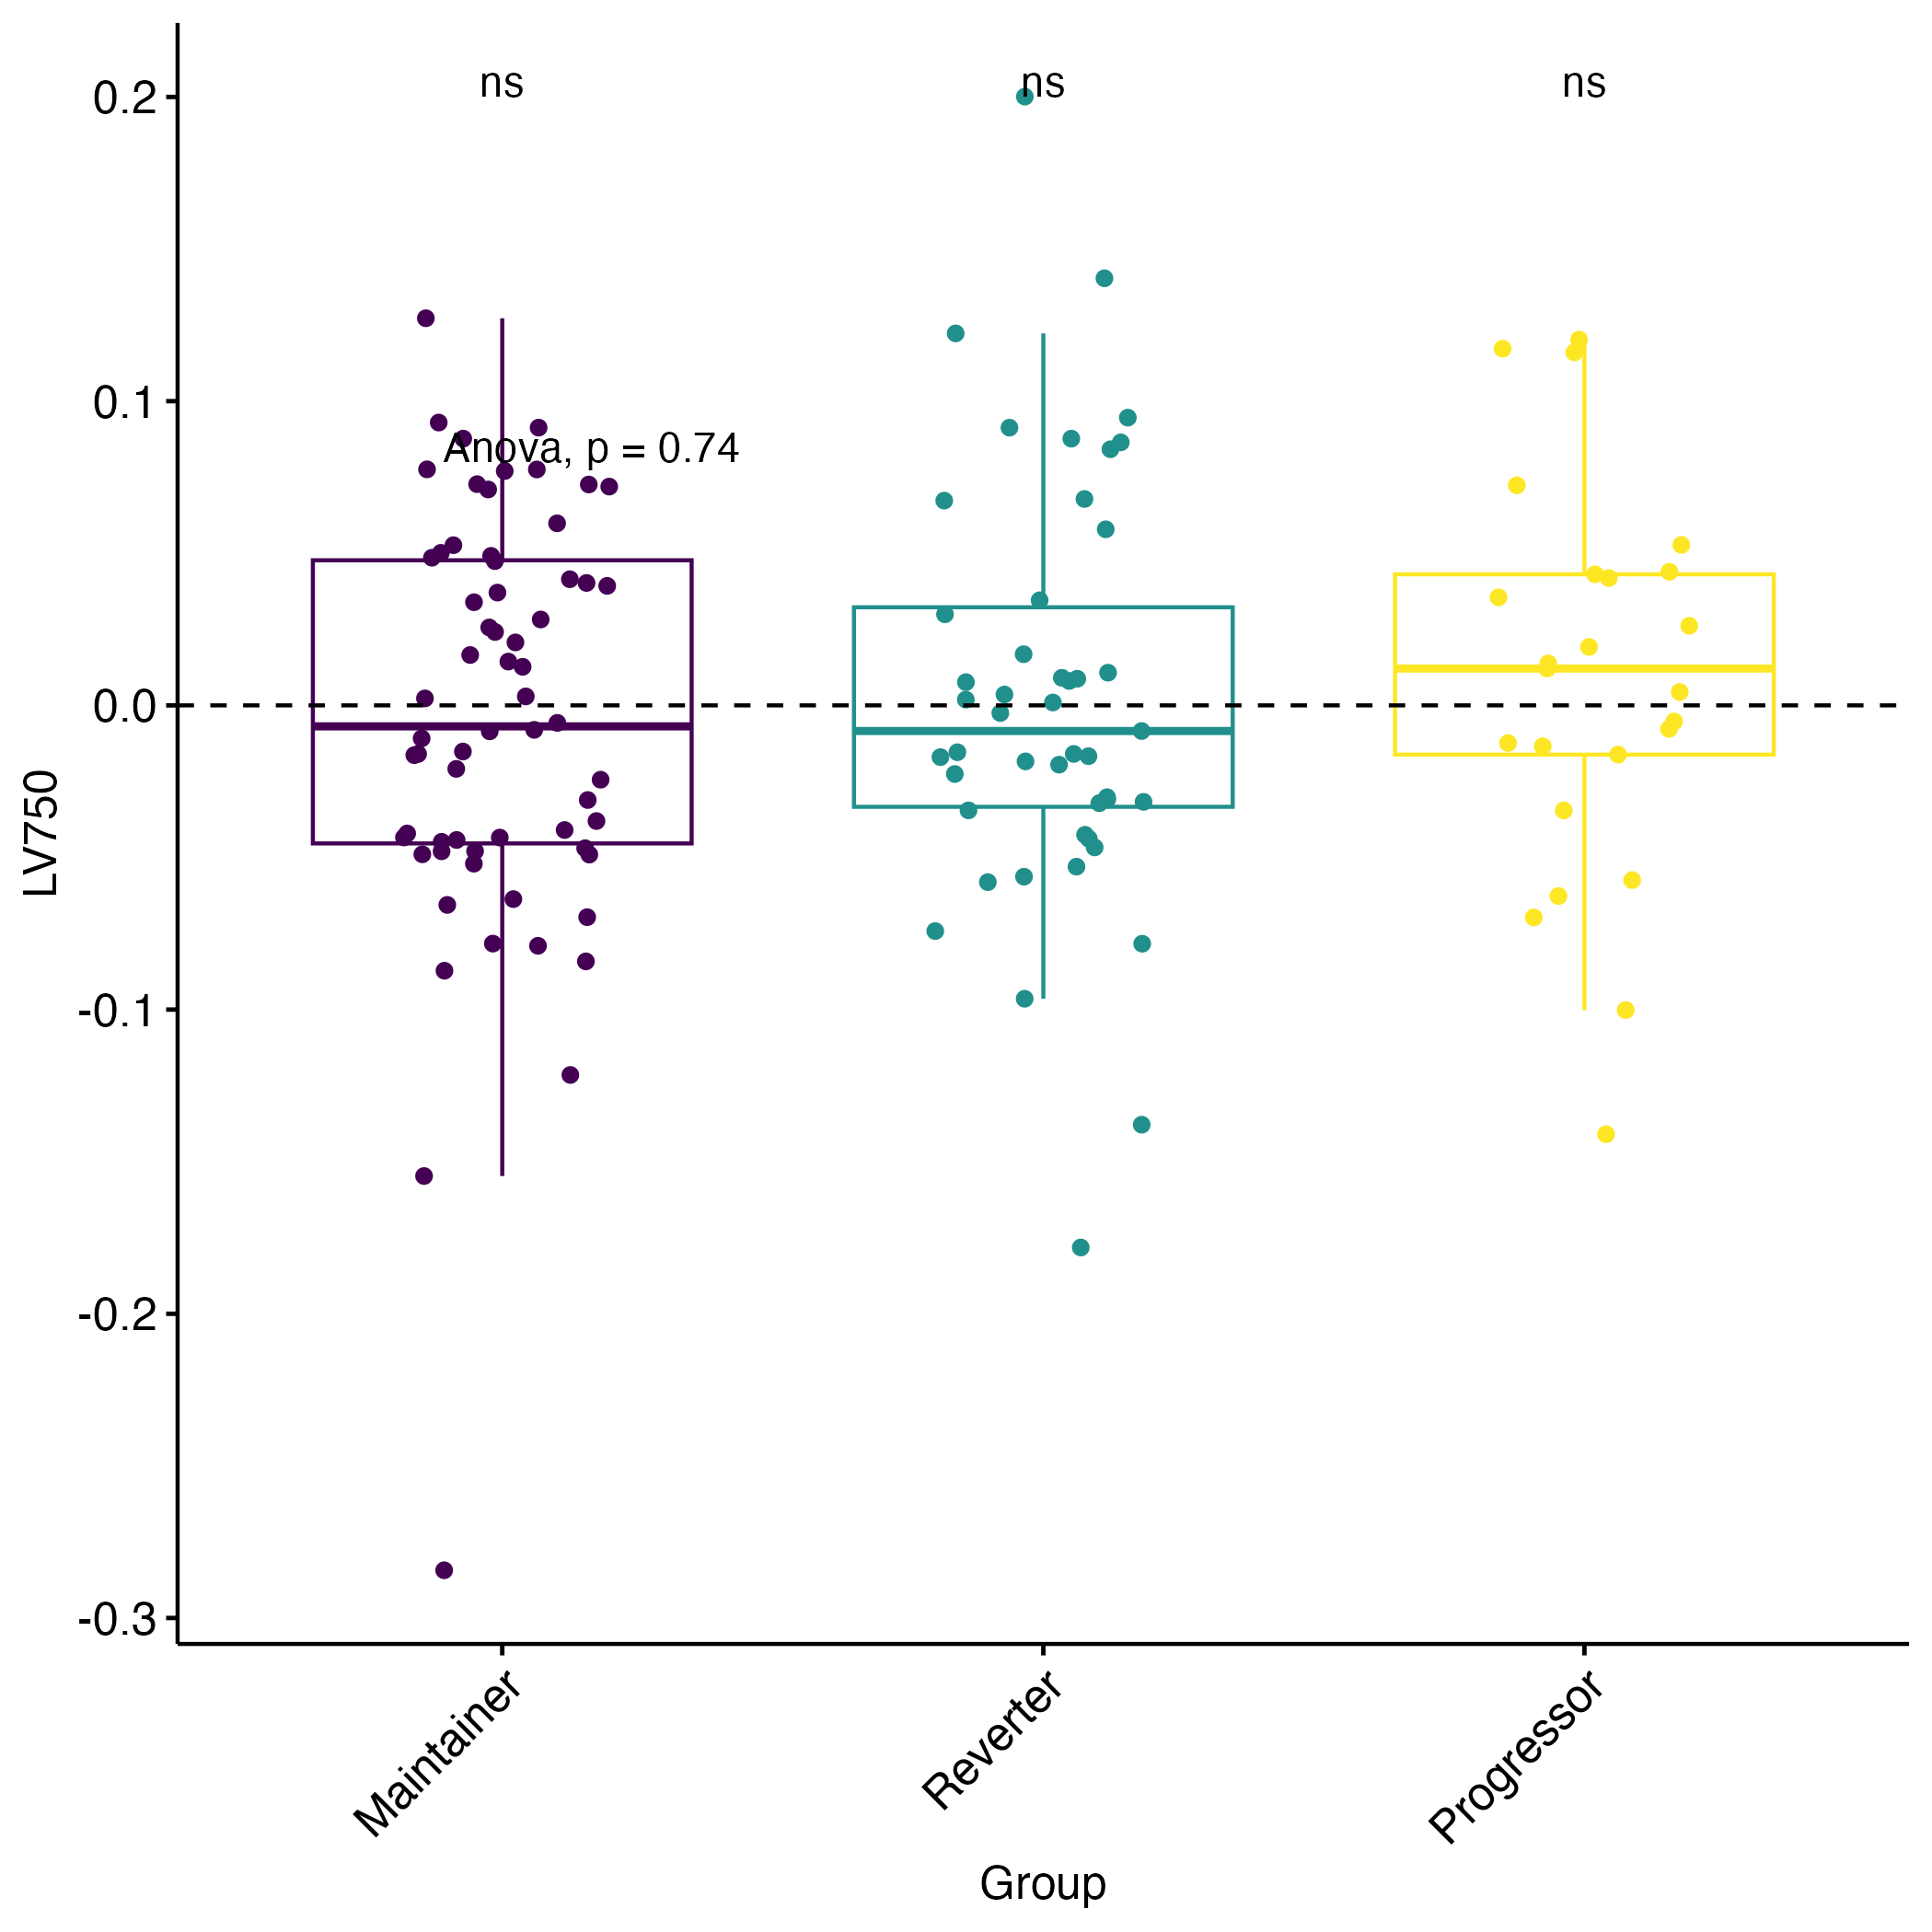 ns ns ns
0.2
0.1
Anova, p = 0.74
0.0
-0.1
-0.2
-0.3
LV750
Maintainer Reverter Progressor
Group